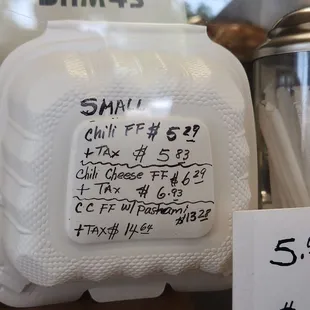 SMALL
Chili FF $ 5.29
+ TAX $ 5.83
Chili Cheese FF $ 6.29
+ TAX $ 6.93
CC FF W/ Pastrami
$13.28
+TAX $ 14.64
5.